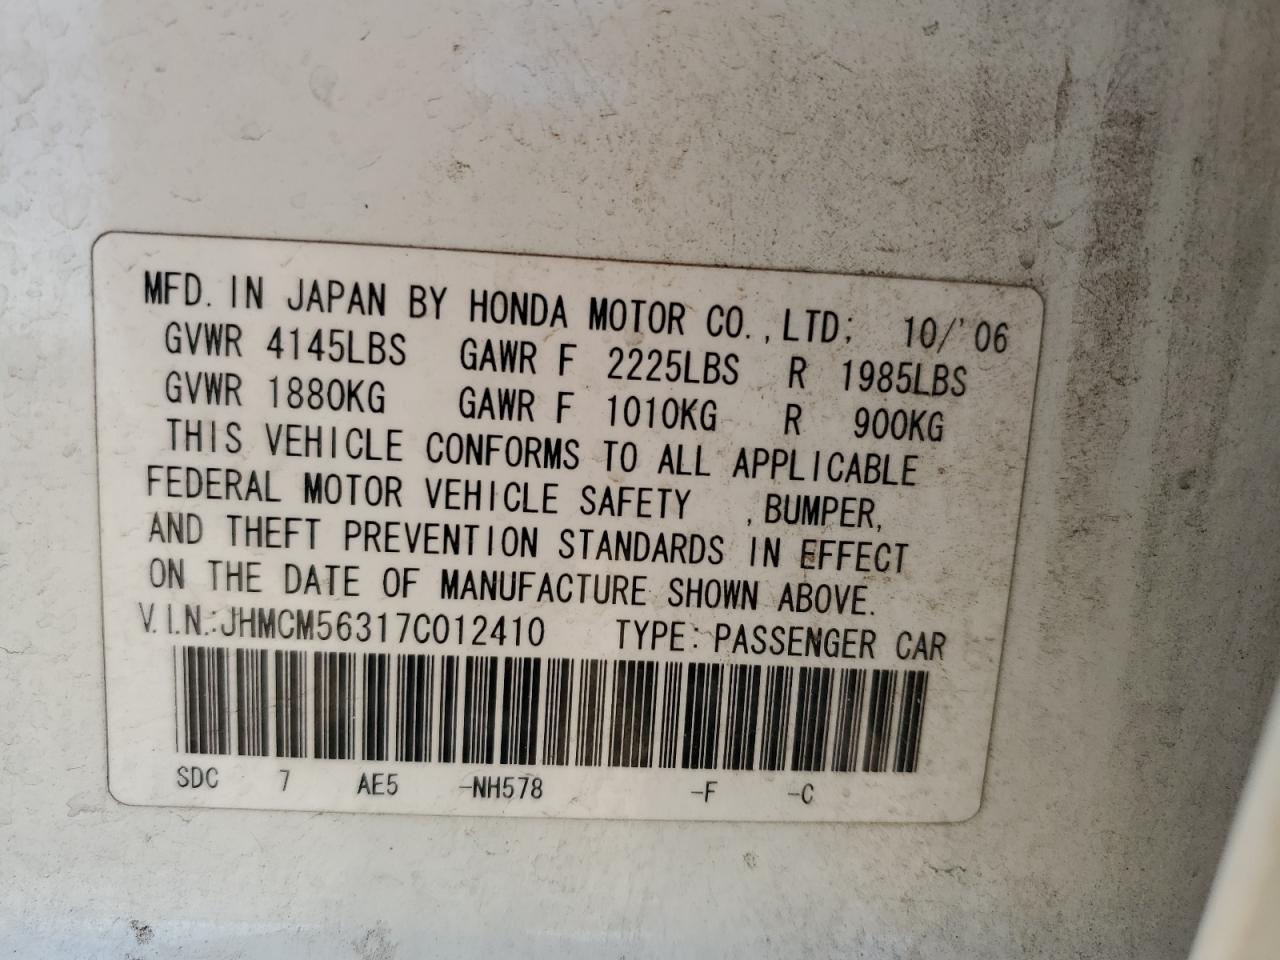 MFD. IN JAPAN BY HONDA MOTOR CO., LTD; 10/'06
GVWR 4145LBS GAWR F 2225LBS R 1985LBS
GVWR 1880KG GAWR F 1010KG R 900KG
THIS VEHICLE CONFORMS TO ALL APPLICABLE
FEDERAL MOTOR VEHICLE SAFETY , BUMPER,
AND THEFT PREVENTION STANDARDS IN EFFECT
ON THE DATE OF MANUFACTURE SHOWN ABOVE.
V.I.N.:JHMCM56317C012410 TYPE: PASSENGER CAR
SDC 7 AE5 -NH578 -F -C